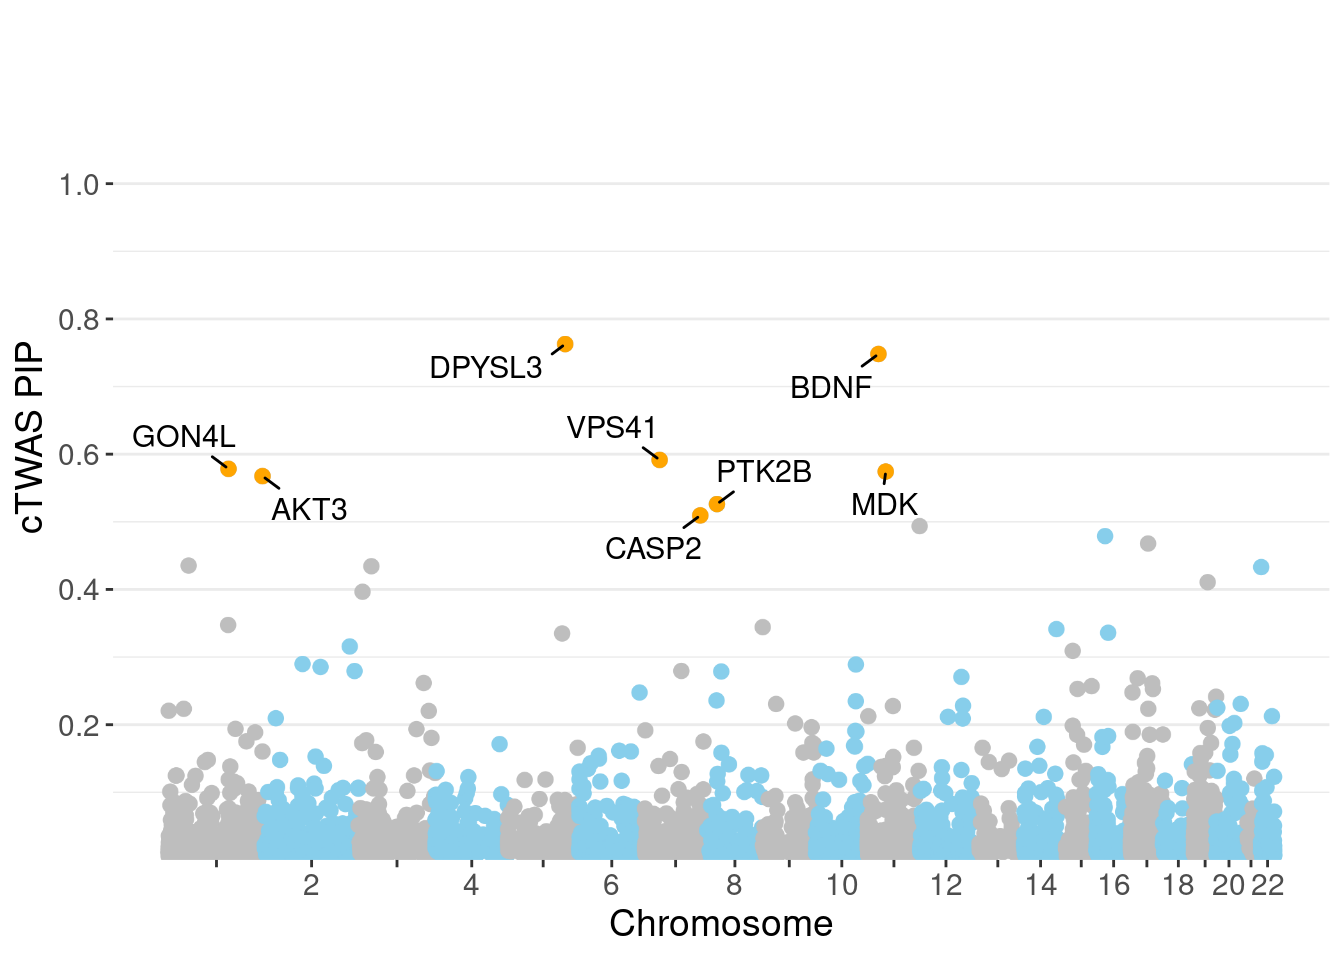 1.0
0.8
DPYSL3
BDNF
VPS41
GON4L
0.6
PTK2B
AKT3
MDK
CASP2
0.4
0.2
cTWAS PIP
2 4 6 8 10 12 14 16 18 20 22
Chromosome